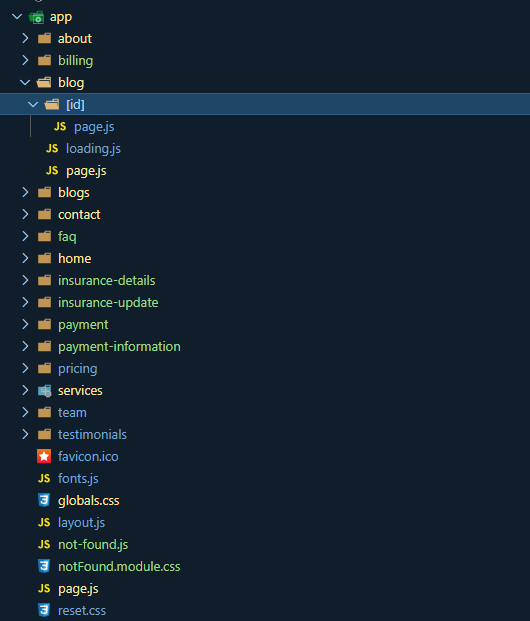 app
about
billing
blog
[id]
JS page.js
JS loading.js
JS page.js
blogs
contact
faq
home
insurance-details
insurance-update
payment
payment-information
pricing
services
team
testimonials
favicon.ico
JS fonts.js
globals.css
JS layout.js
JS not-found.js
notFound.module.css
JS page.js
reset.css